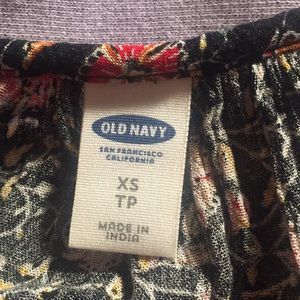 OLD NAVY
SAN FRANCISCO
CALIFORNIA
XS
TP
MADE IN
INDIA